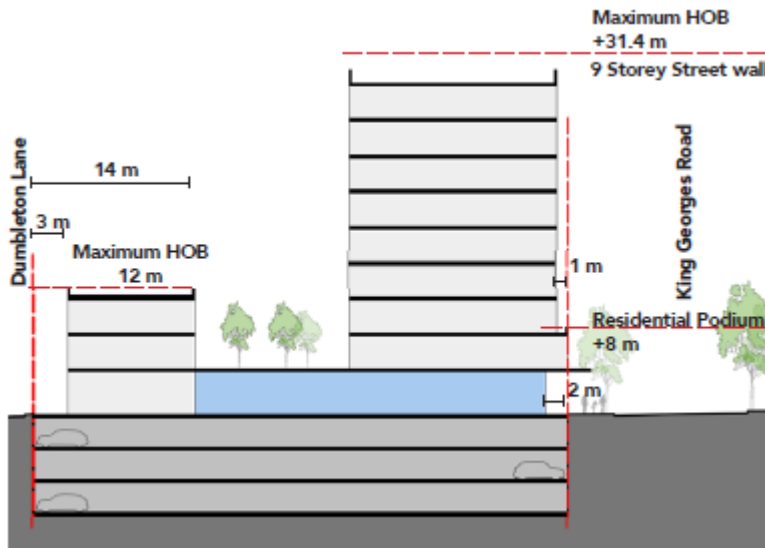 Maximum HOB
+31.4 m
9 Storey Street wall
Dumbleton Lane
14 m
3 m
Maximum HOB
12 m
King Georges Road
1 m
Residential Podium
+8 m
2 m